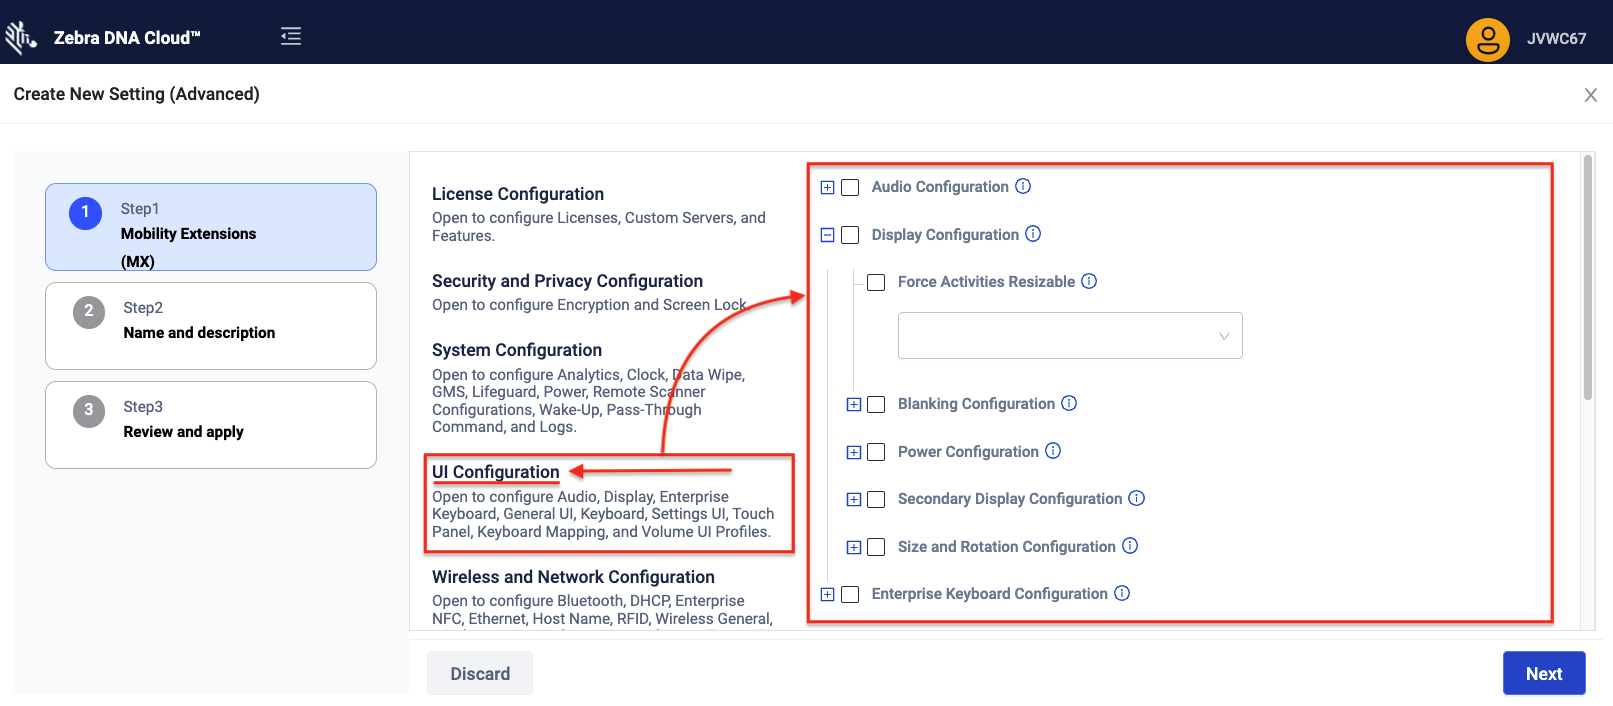 Zebra DNA Cloud™
JVWC67
Create New Setting (Advanced)
1
Step1
Mobility Extensions
(MX)
2
Step2
Name and description
3
Step3
Review and apply
License Configuration
Open to configure Licenses, Custom Servers, and
Features.
Security and Privacy Configuration
Open to configure Encryption and Screen Lock.
System Configuration
Open to configure Analytics, Clock, Data Wipe,
GMS, Lifeguard, Power, Remote Scanner
Configurations, Wake-Up, Pass-Through
Command, and Logs.
UI Configuration
Open to configure Audio, Display, Enterprise
Keyboard, General UI, Keyboard, Settings UI, Touch
Panel, Keyboard Mapping, and Volume UI Profiles.
Wireless and Network Configuration
Open to configure Bluetooth, DHCP, Enterprise
NFC, Ethernet, Host Name, RFID, Wireless General,
Audio Configuration
Display Configuration
Force Activities Resizable
Blanking Configuration
Power Configuration
Secondary Display Configuration
Size and Rotation Configuration
Enterprise Keyboard Configuration
Discard
Next